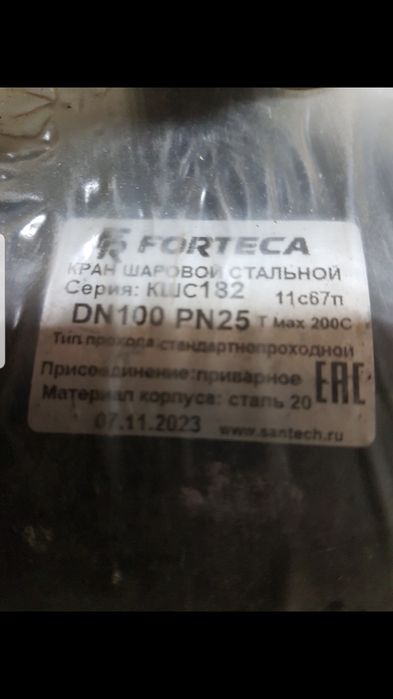 FORTECA
КРАН ШАРОВОЙ СТАЛЬНОЙ
Серия: КШС182 11с67п
DN100 PN25 T мах 200С
Тип прохода:стандартнопроходной
Присоединение:приварное
Материал корпуса: сталь 20
EAC
07.11.2023 www.santech.ru